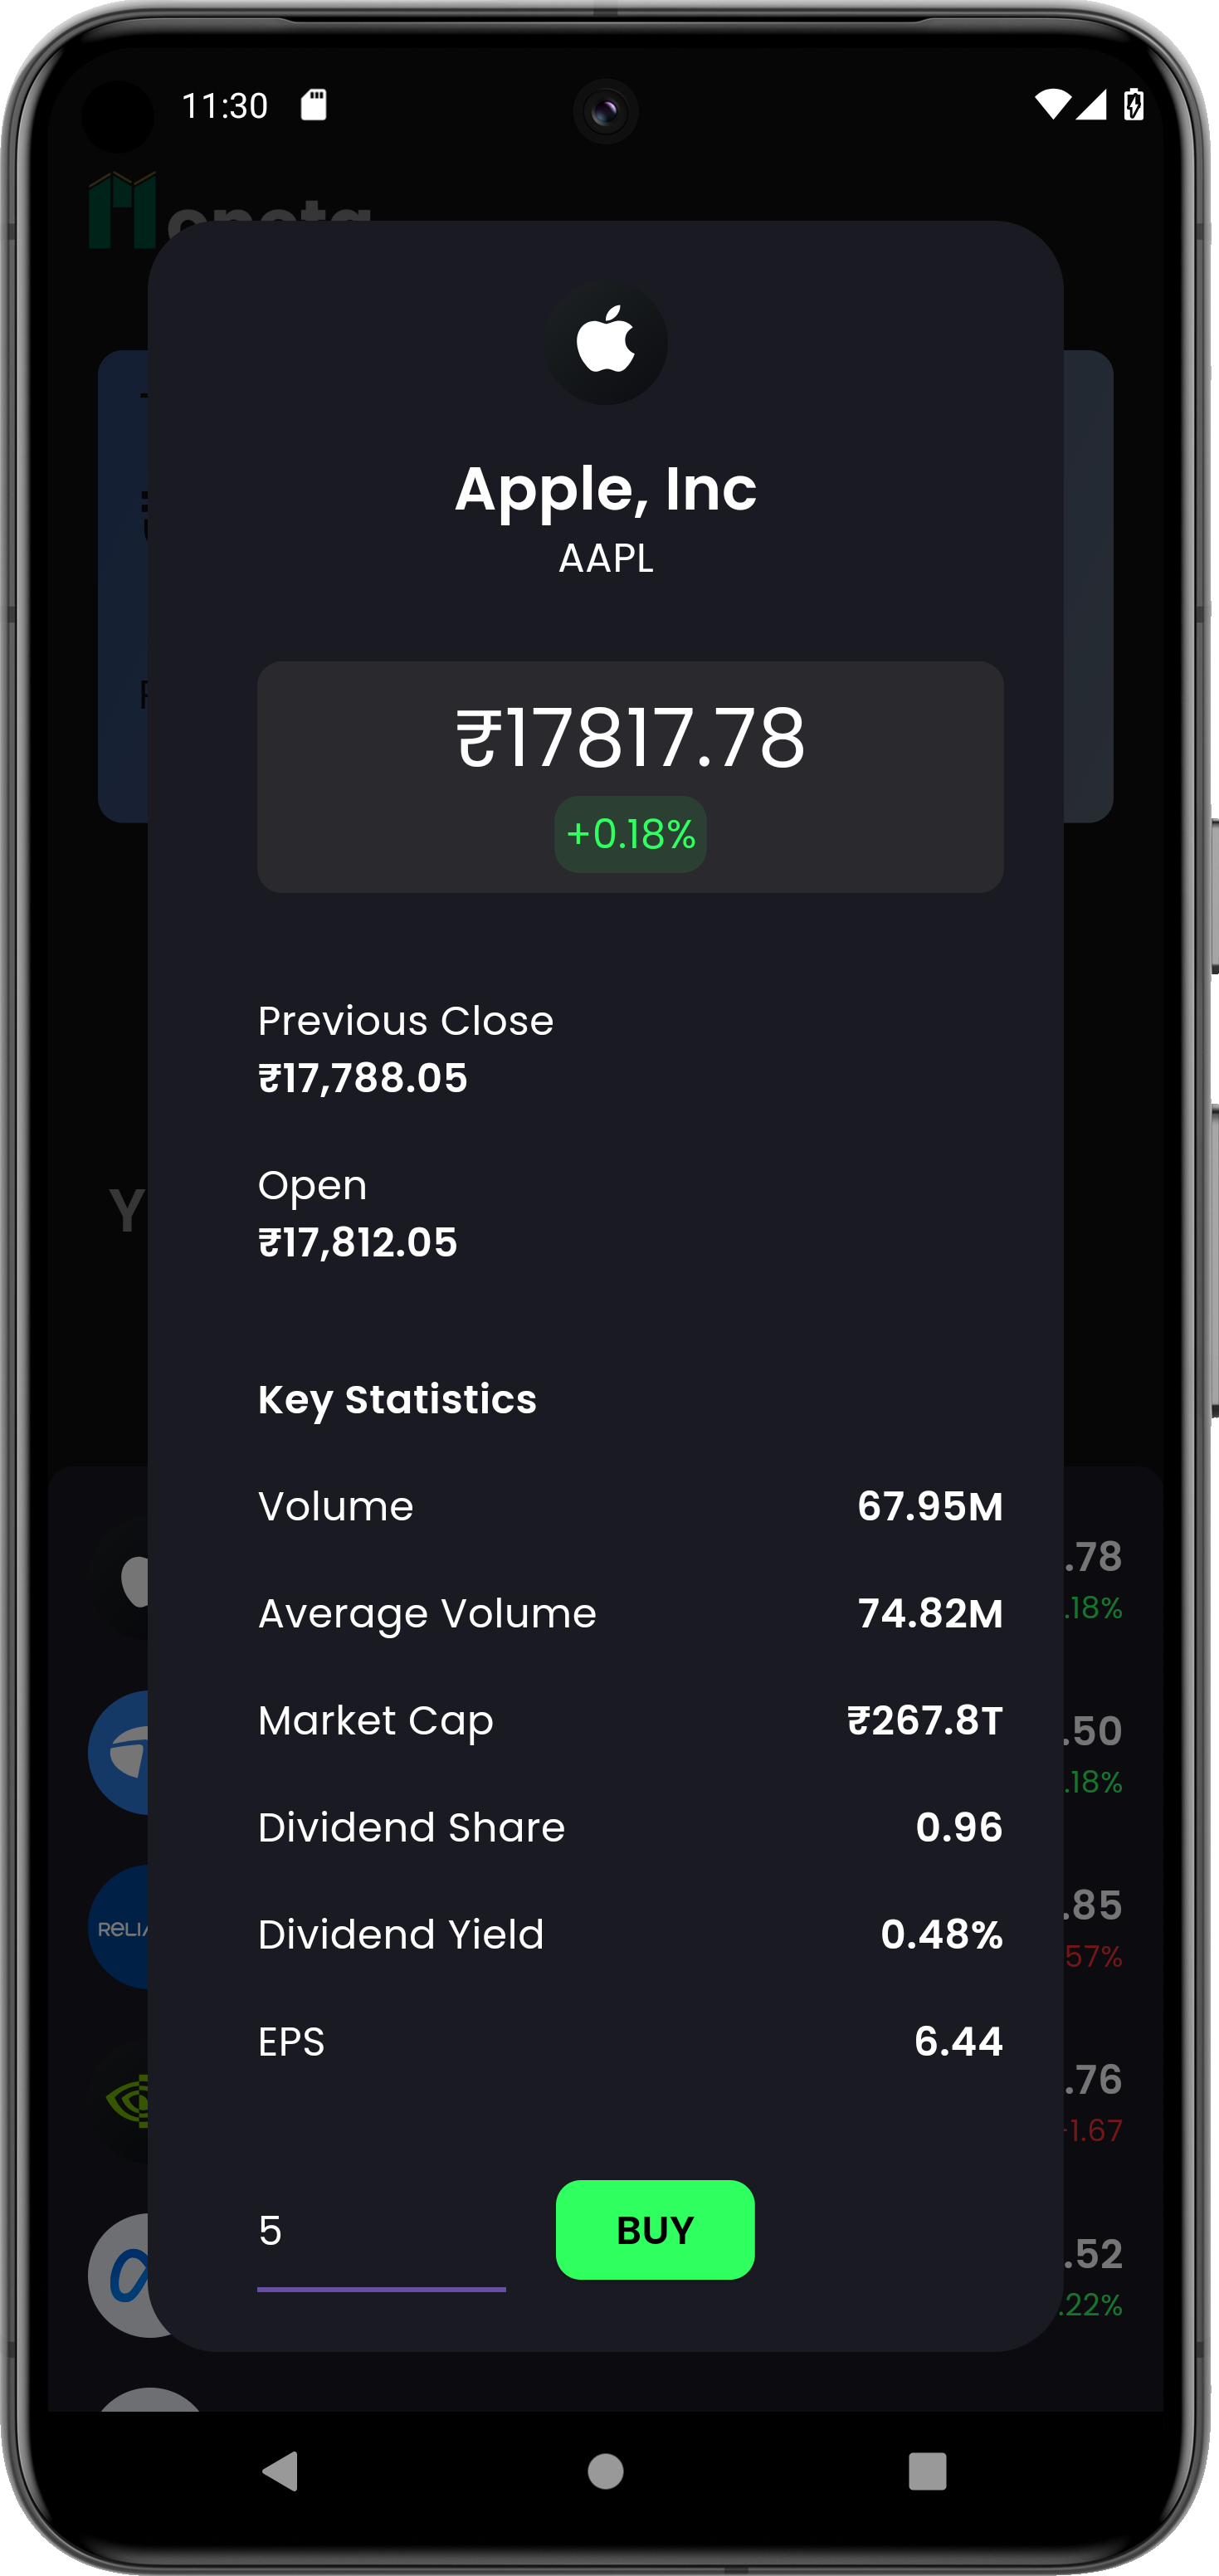 11:30
Apple, Inc
AAPL
₹17817.78
+0.18%
Previous Close
₹17,788.05
Open
₹17,812.05
Y
Key Statistics
Volume 67.95M
.78
Average Volume 74.82M
.18%
Market Cap ₹267.8T
.50
.18%
Dividend Share 0.96
.85
RELIA
Dividend Yield 0.48%
57%
EPS 6.44
.76
-1.67
5 BUY
.52
.22%